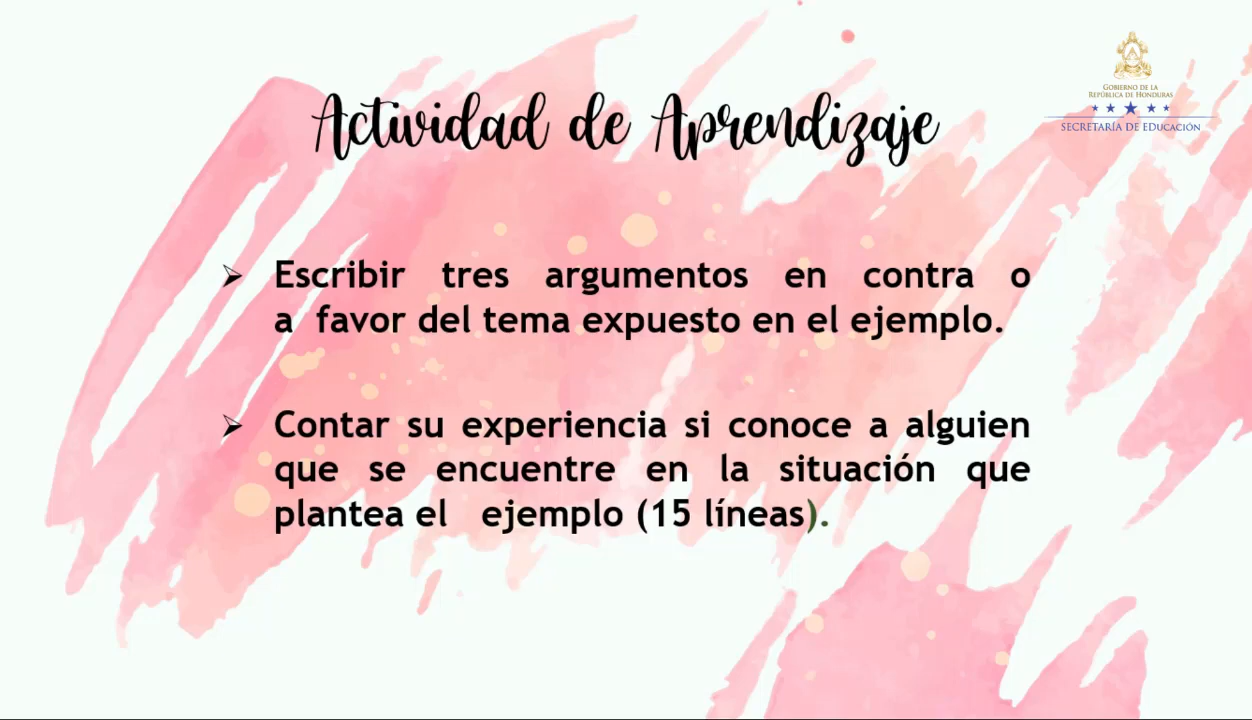 GOBIERNO DE LA
REPÚBLICA DE HONDURAS
SECRETARÍA DE EDUCACIÓN
Actividad de Aprendizaje
➢ Escribir tres argumentos en contra o
a favor del tema expuesto en el ejemplo.
➢ Contar su experiencia si conoce a alguien
que se encuentre en la situación que
plantea el ejemplo (15 líneas).